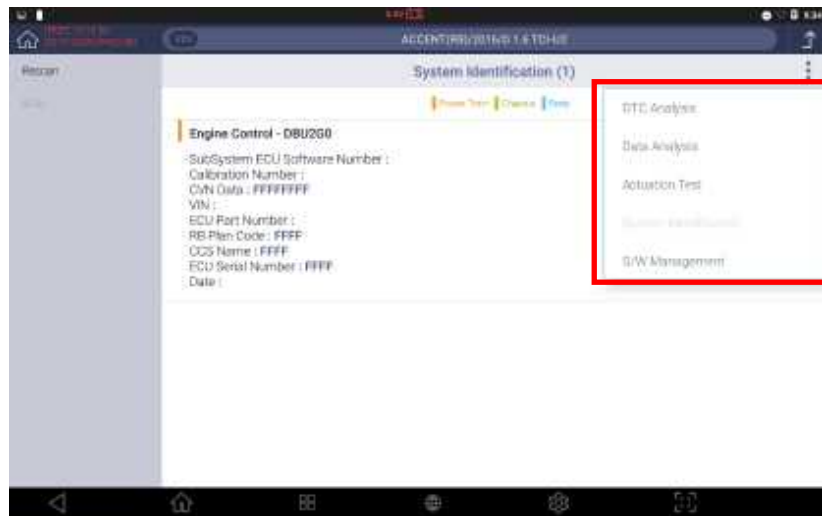 ACCENT(RB)/2016/D 1.6 TCI-U2
Rescan
System Identification (1)
Power Train Chassis Body
Engine Control - DBU2G0
SubSystem ECU Software Number :
Calibration Number :
CVN Data : FFFFFFFF
VIN :
ECU Part Number :
RB Plan Code : FFFF
CCS Name : FFFF
ECU Serial Number : FFFF
Date :
DTC Analysis
Data Analysis
Actuation Test
System Identification
S/W Management